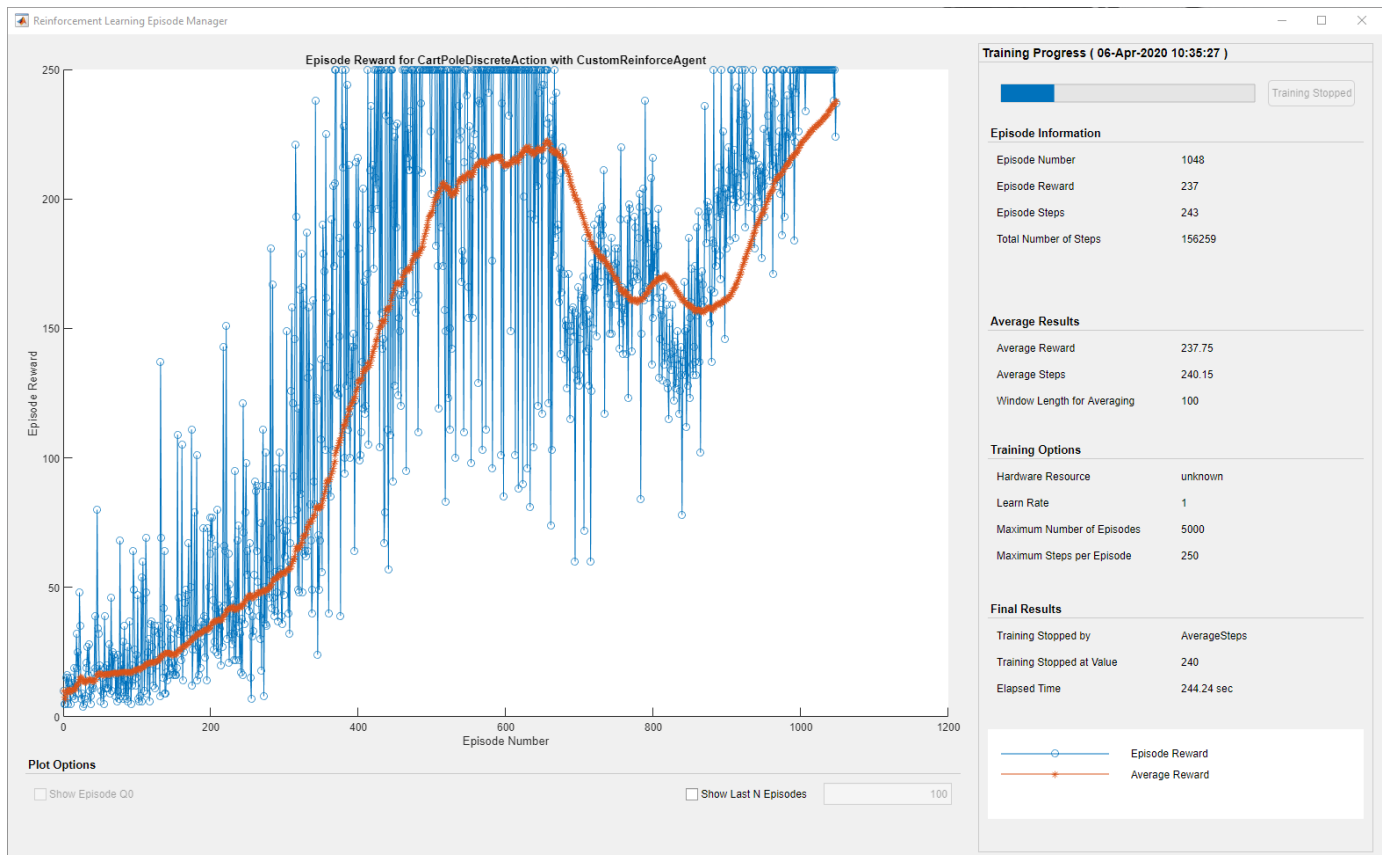 Reinforcement Learning Episode Manager
Episode Reward for CartPoleDiscreteAction with CustomReinforceAgent
250
200
150
100
50
0
Episode Reward
0 200 400 600 800 1000 1200
Episode Number
Plot Options
Show Episode Q0
Show Last N Episodes 100
Training Progress ( 06-Apr-2020 10:35:27 )
Training Stopped
Episode Information
Episode Number 1048
Episode Reward 237
Episode Steps 243
Total Number of Steps 156259
Average Results
Average Reward 237.75
Average Steps 240.15
Window Length for Averaging 100
Training Options
Hardware Resource unknown
Learn Rate 1
Maximum Number of Episodes 5000
Maximum Steps per Episode 250
Final Results
Training Stopped by AverageSteps
Training Stopped at Value 240
Elapsed Time 244.24 sec
Episode Reward
Average Reward